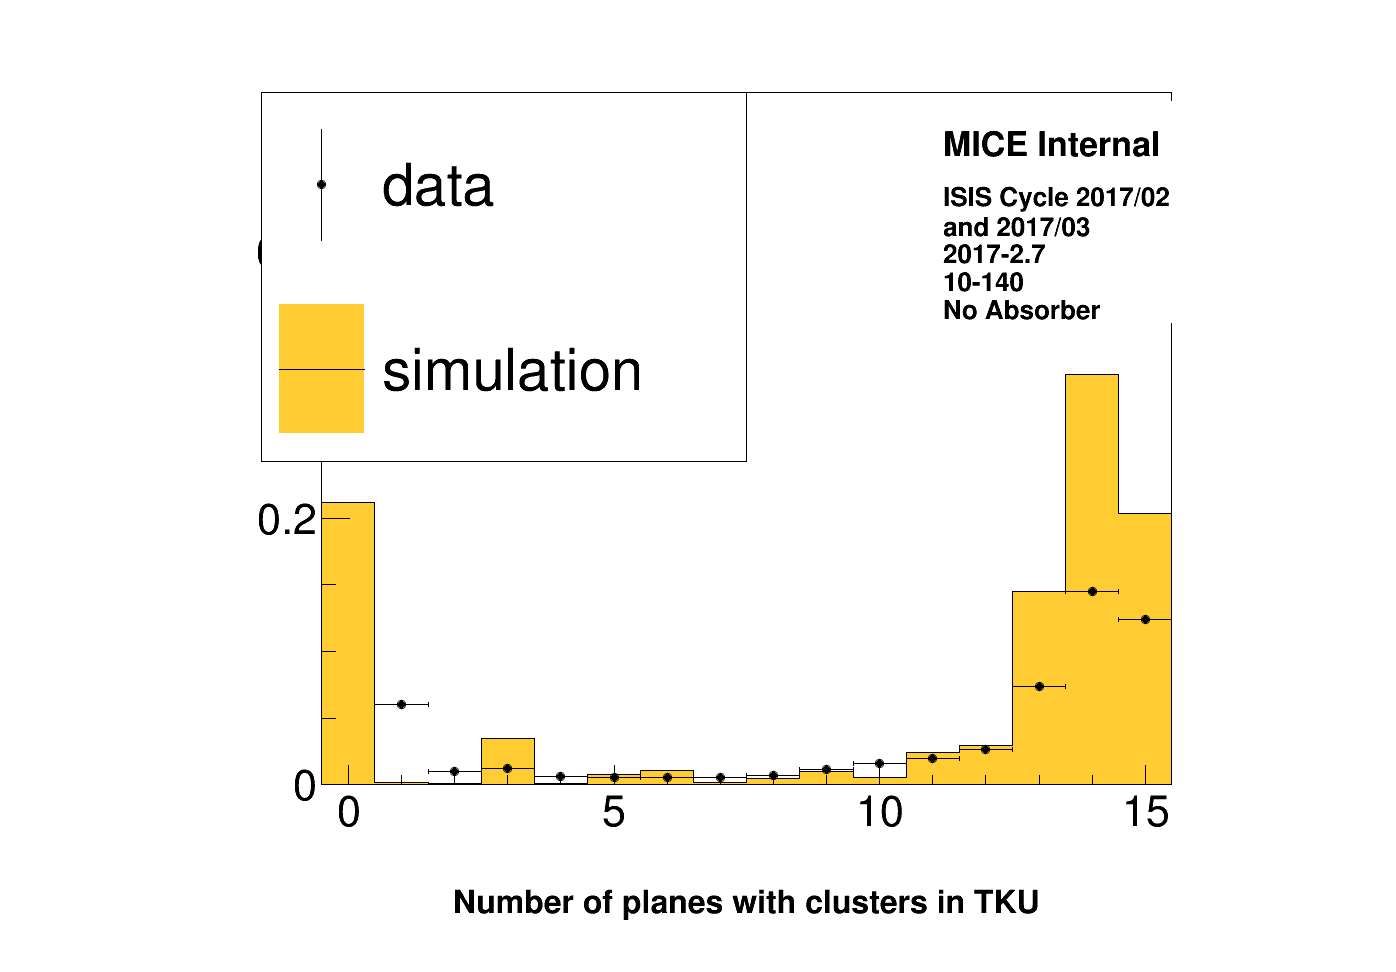 data
simulation
MICE Internal
ISIS Cycle 2017/02
and 2017/03
2017-2.7
10-140
No Absorber
0.2
0
0 5 10 15
Number of planes with clusters in TKU